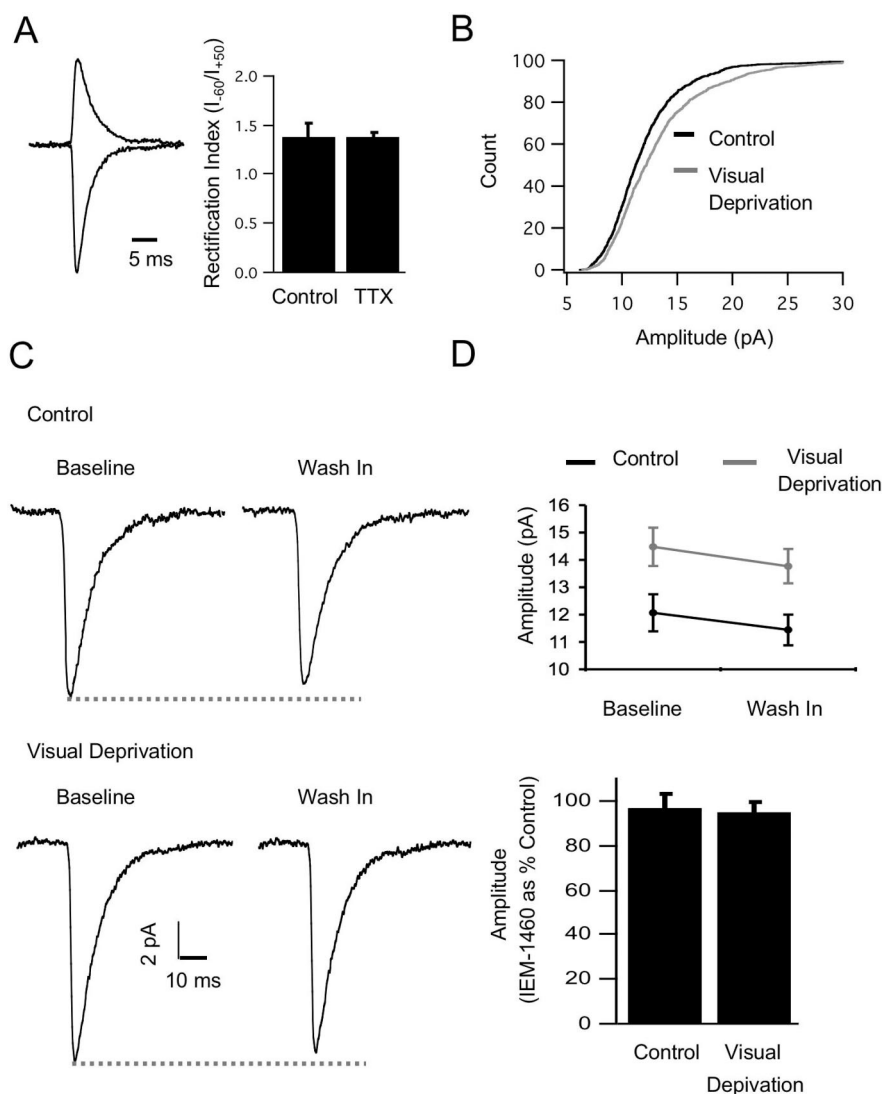 A
Rectification Index (I-60/I+50)
2.0
1.5
1.0
0.5
0.0
Control TTX
5 ms
B
Count
100
80
60
40
20
0
Control
Visual
Deprivation
5 10 15 20 25 30
Amplitude (pA)
C
Control
Baseline Wash In
Visual Deprivation
Baseline Wash In
2 pA
10 ms
D
Control
Visual
Deprivation
Amplitude (pA)
16
15
14
13
12
11
10
Baseline Wash In
Amplitude
(IEM-1460 as % Control)
100
80
60
40
20
0
Control Visual
Depivation